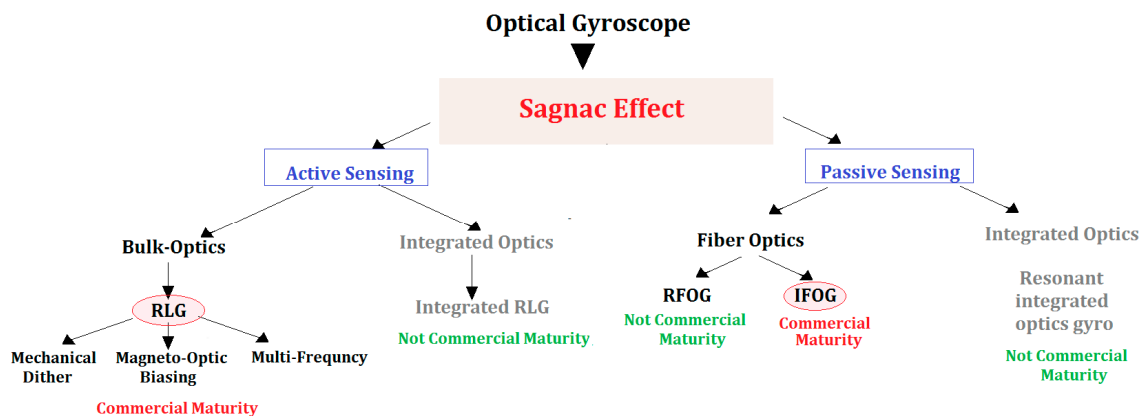 Optical Gyroscope
Sagnac Effect
Active Sensing
Passive Sensing
Bulk-Optics
Integrated Optics
Fiber Optics
Integrated Optics
RLG
Integrated RLG
Not Commercial Maturity
RFOG
Not Commercial
Maturity
IFOG
Commercial
Maturity
Resonant
integrated
optics gyro
Not Commercial
Maturity
Mechanical
Dither
Magneto-Optic
Biasing
Multi-Frequncy
Commercial Maturity